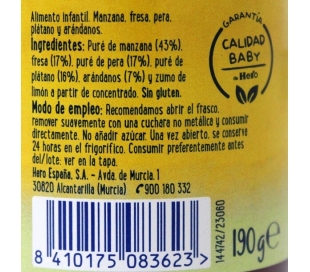 Alimento infantil. Manzana, fresa, pera,
plátano y arándanos.
Ingredientes: Puré de manzana (43%),
fresa (17%), puré de pera (17%), puré de
plátano (16%), arándanos (7%) y zumo de
limón a partir de concentrado. Sin gluten.
Modo de empleo: Recomendamos abrir el frasco,
remover suavemente con una cuchara no metálica y consumir
directamente. No añadir azúcar. Una vez abierto, se conserva
24 horas en el frigorífico. Consumir preferentemente antes
del/lote: ver en la tapa.
Hero España, S.A. - Avda. de Murcia, 1
30820 Alcantarilla (Murcia) 900 180 332
8 410175 083623 >
GARANTÍA
CALIDAD
BABY
DE Hero
144742/23060
190g e